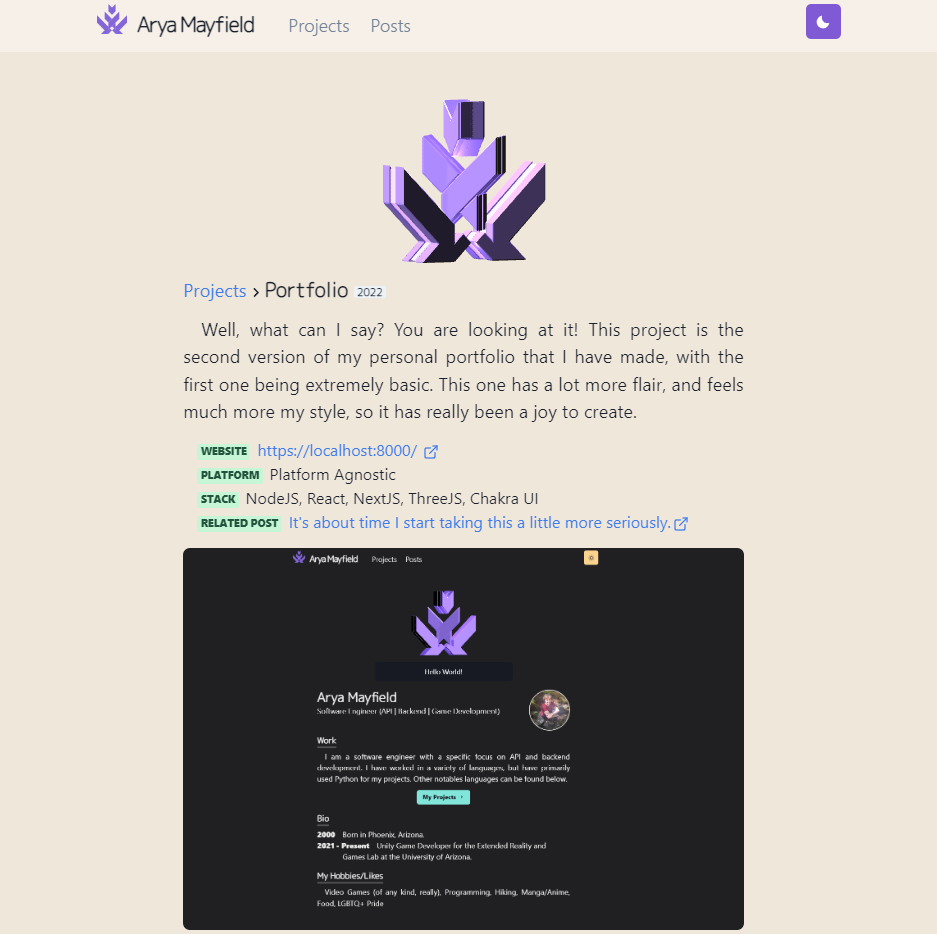 Arya Mayfield Projects Posts
Projects > Portfolio 2022
Well, what can I say? You are looking at it! This project is the
second version of my personal portfolio that I have made, with the
first one being extremely basic. This one has a lot more flair, and feels
much more my style, so it has really been a joy to create.
WEBSITE https://localhost:8000/
PLATFORM Platform Agnostic
STACK NodeJS, React, NextJS, ThreeJS, Chakra UI
RELATED POST It's about time I start taking this a little more seriously.
Arya Mayfield Projects Posts
Hello World!
Arya Mayfield
Software Engineer (API | Backend | Game Development)
Work
I am a software engineer with a specific focus on API and backend
development. I have worked in a variety of languages, but have primarily
used Python for my projects. Other notables languages can be found below.
My Projects ›
Bio
2000 Born in Phoenix, Arizona.
2021 - Present Unity Game Developer for the Extended Reality and
Games Lab at the University of Arizona.
My Hobbies/Likes
Video Games (of any kind, really), Programming, Hiking, Manga/Anime,
Food, LGBTQ+ Pride